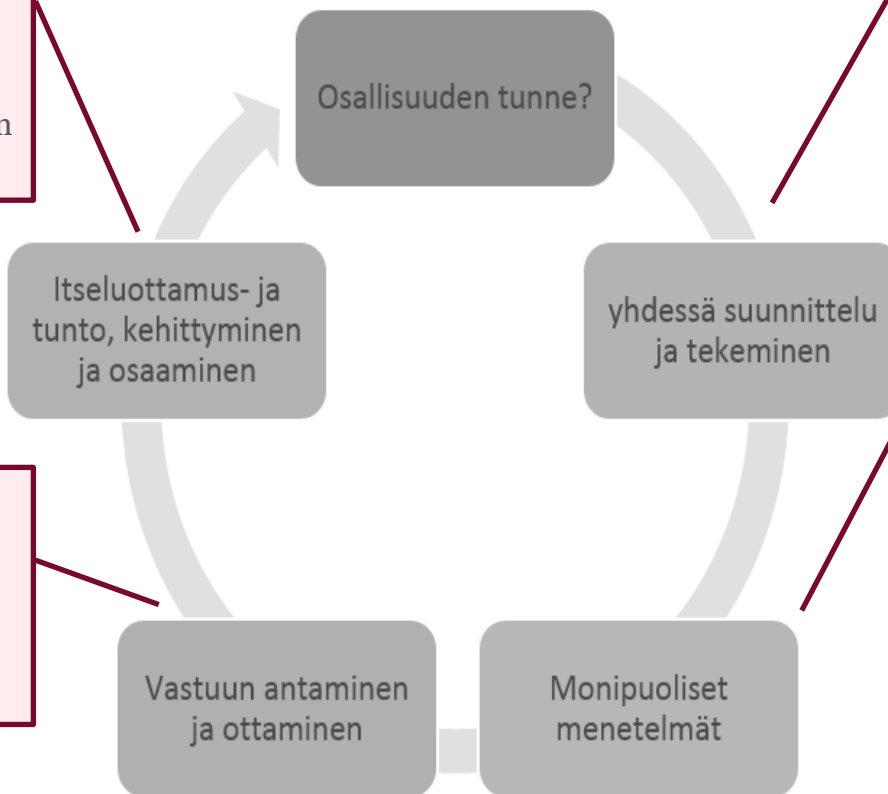 Osallisuuden tunne?
yhdessä suunnittelu
ja tekeminen
Monipuoliset
menetelmät
Vastuun antaminen
ja ottaminen
Itseluottamus- ja
tunto, kehittyminen
ja osaaminen